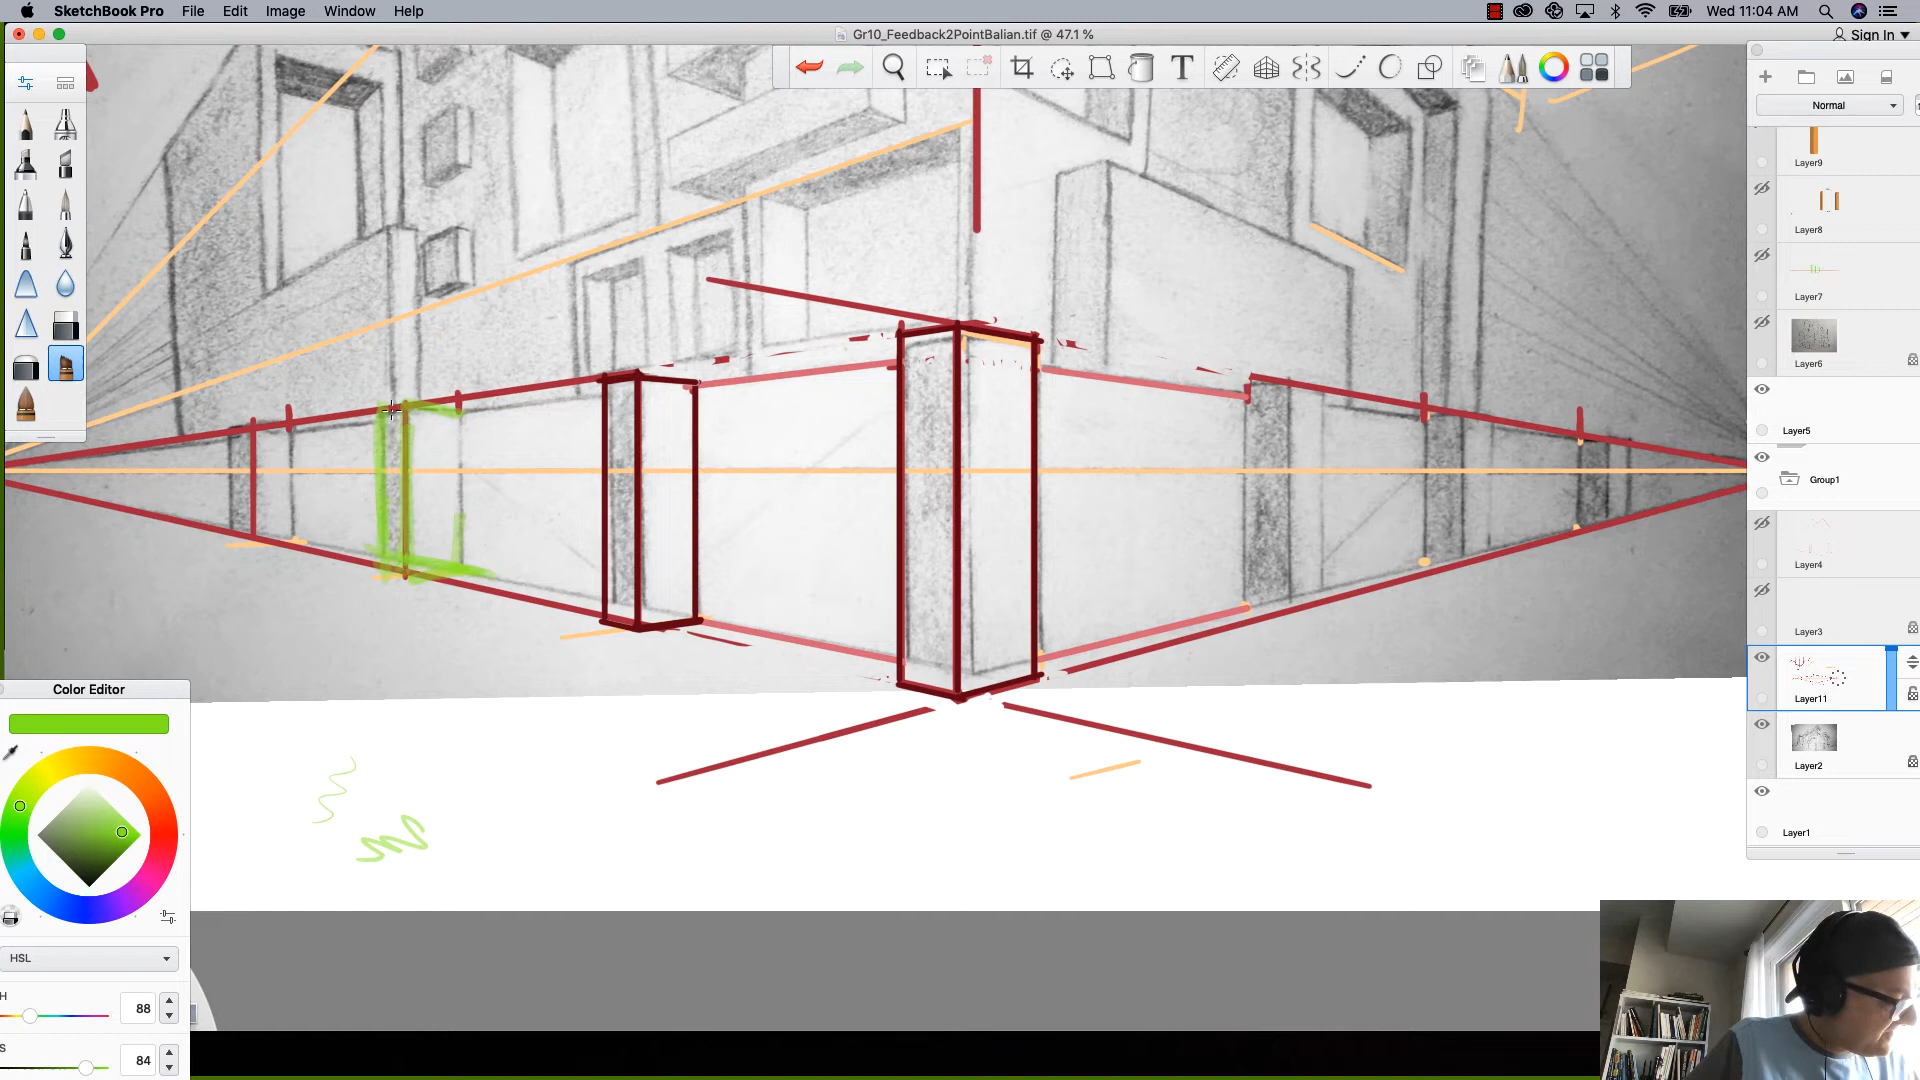 SketchBook Pro File Edit Image Window Help Wed 11:04 AM
Gr10_Feedback2PointBalian.tif @ 47.1 %
Sign In
Normal
Layer9
Layer8
Layer7
Layer6
Layer5
Group1
Layer4
Layer3
Layer11
Layer2
Layer1
Color Editor
HSL
H 88
S 84